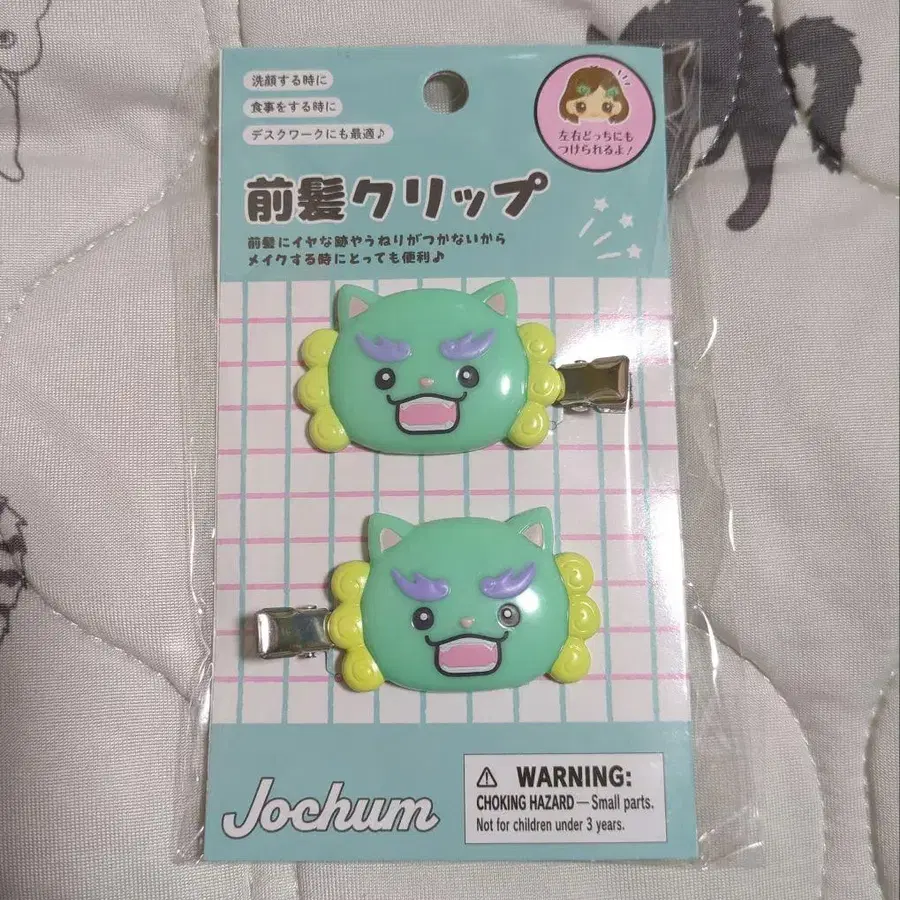 洗顔する時に
食事をする時に
デスクワークにも最適♪
左右どっちにも
つけられるよ！
前髪クリップ
前髪にイヤな跡やうねりがつかないから
メイクする時にとっても便利♪
Jochum
⚠ WARNING:
CHOKING HAZARD — Small parts.
Not for children under 3 years.